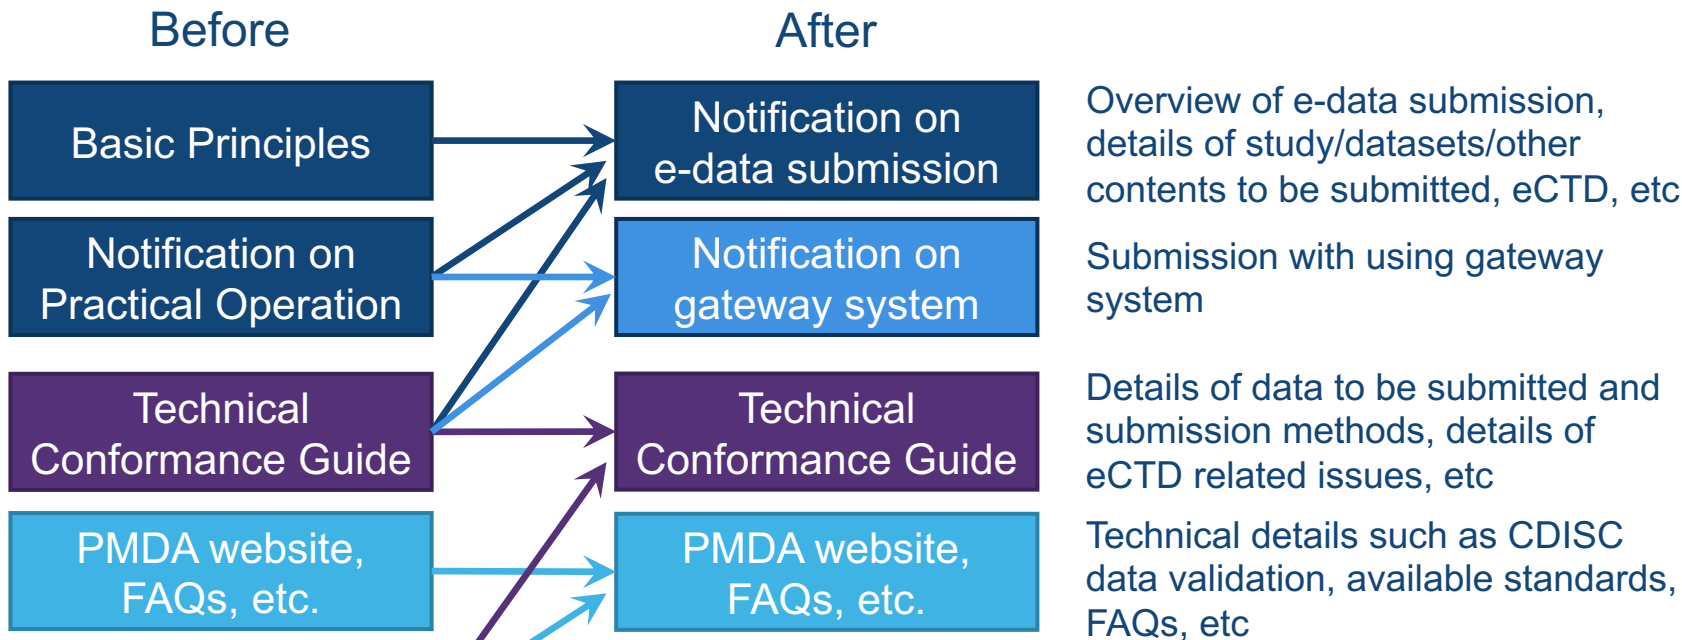 Before
After
Basic Principles
Notification on
e-data submission
Overview of e-data submission,
details of study/datasets/other
contents to be submitted, eCTD, etc
Notification on
Practical Operation
Notification on
gateway system
Submission with using gateway
system
Technical
Conformance Guide
Technical
Conformance Guide
Details of data to be submitted and
submission methods, details of
eCTD related issues, etc
PMDA website,
FAQs, etc.
PMDA website,
FAQs, etc.
Technical details such as CDISC
data validation, available standards,
FAQs, etc